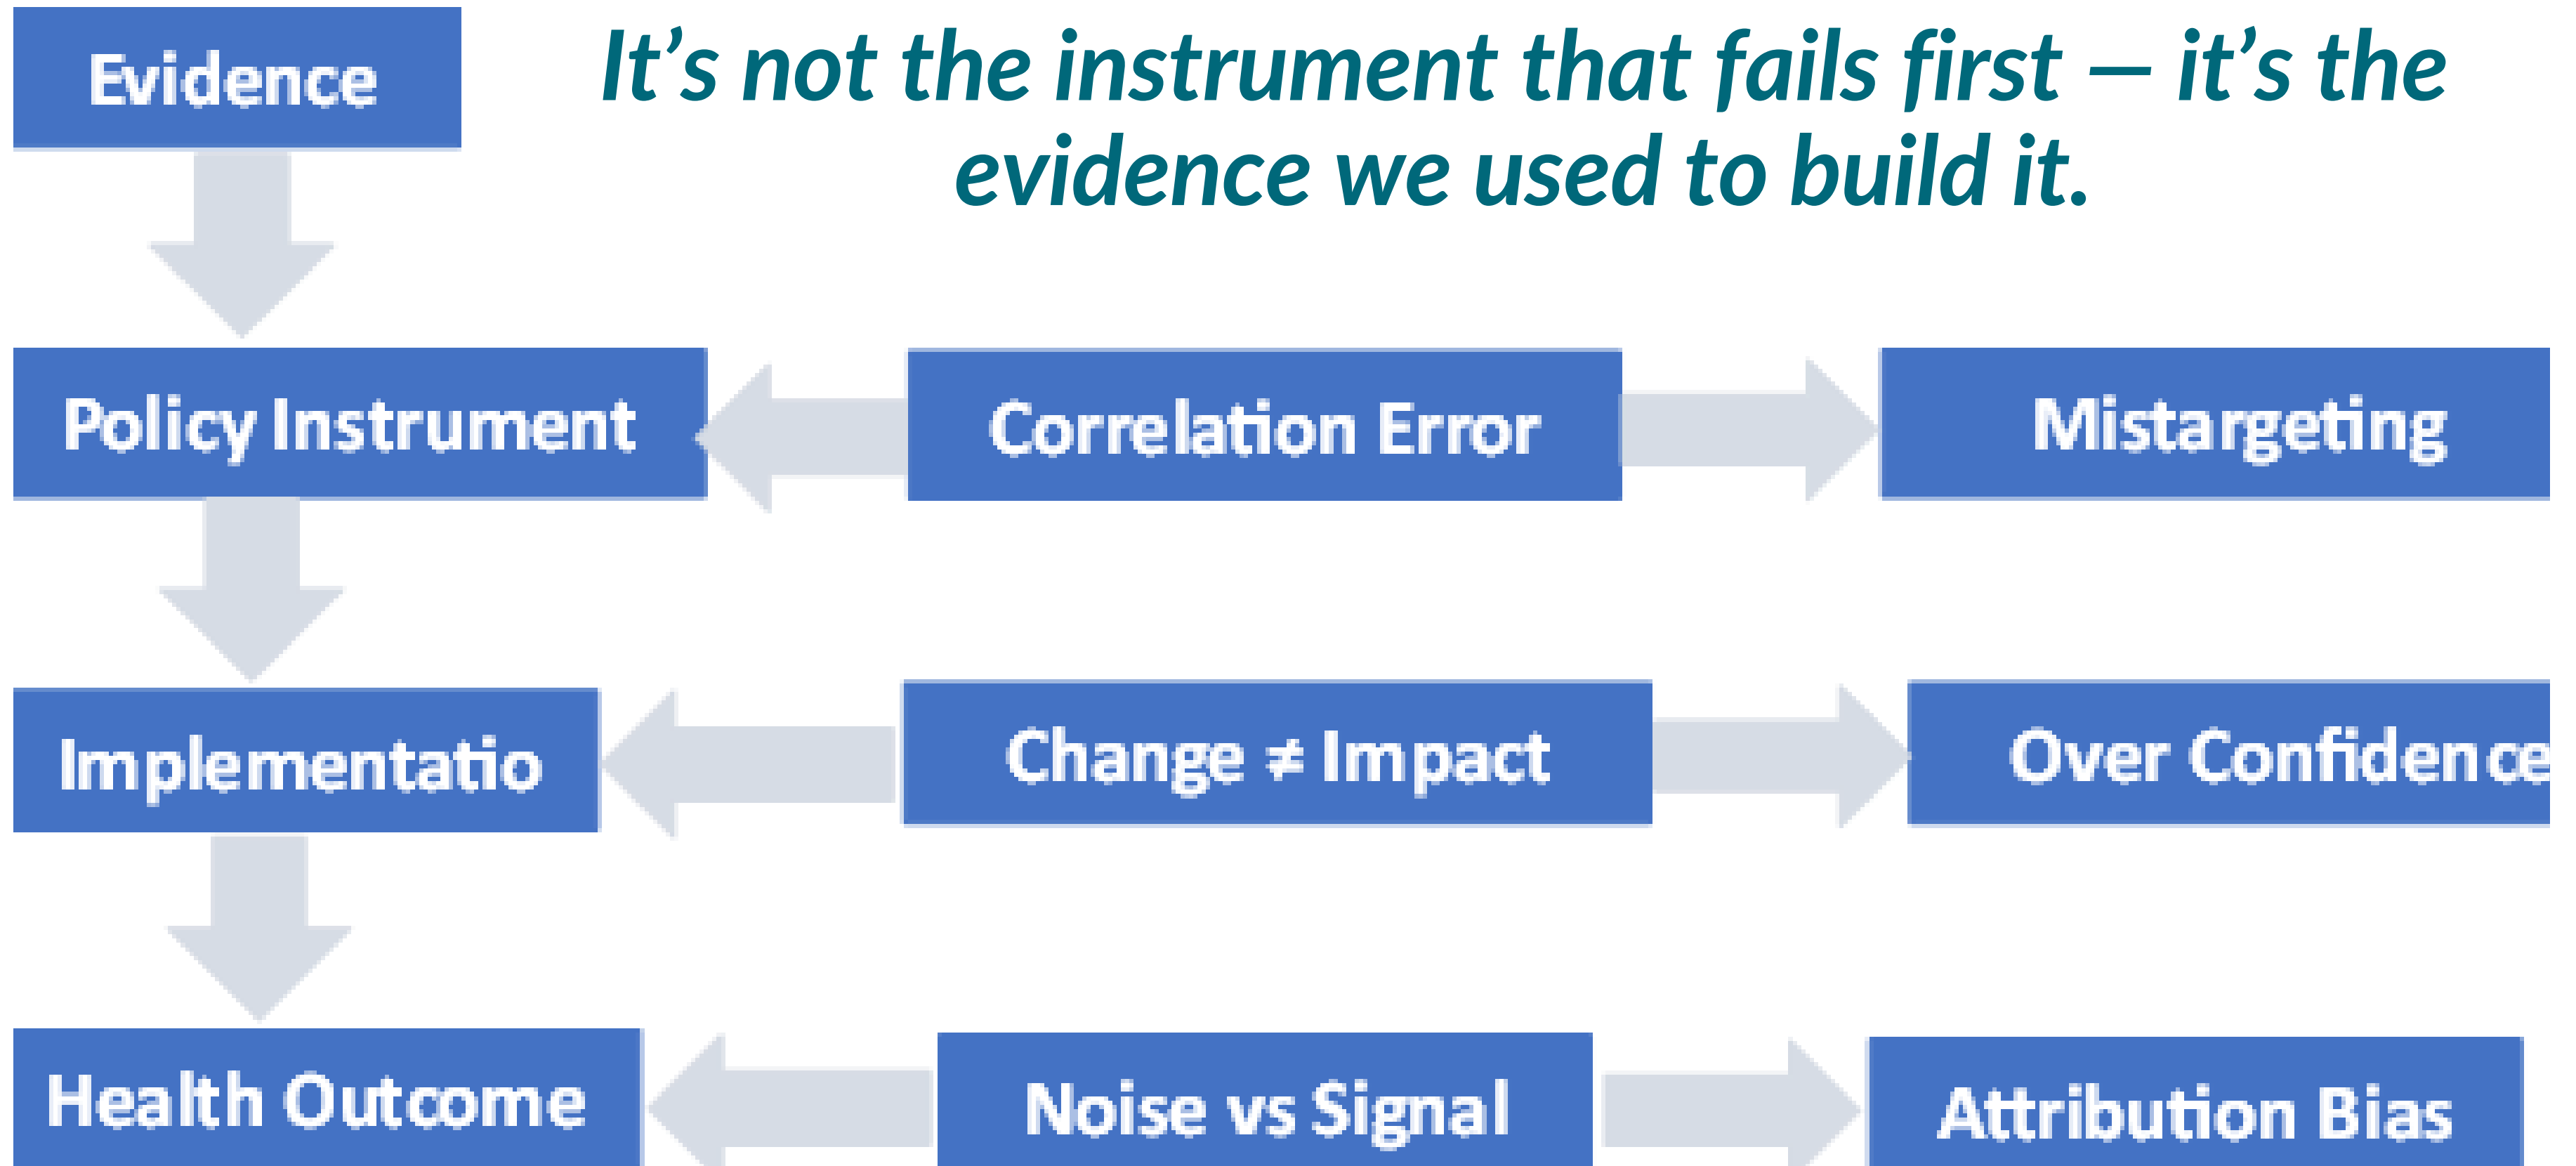 Evidence
It’s not the instrument that fails first — it’s the
evidence we used to build it.
Policy Instrument
Correlation Error
Mistargeting
Implementatio
Change ≠ Impact
Over Confidence
Health Outcome
Noise vs Signal
Attribution Bias